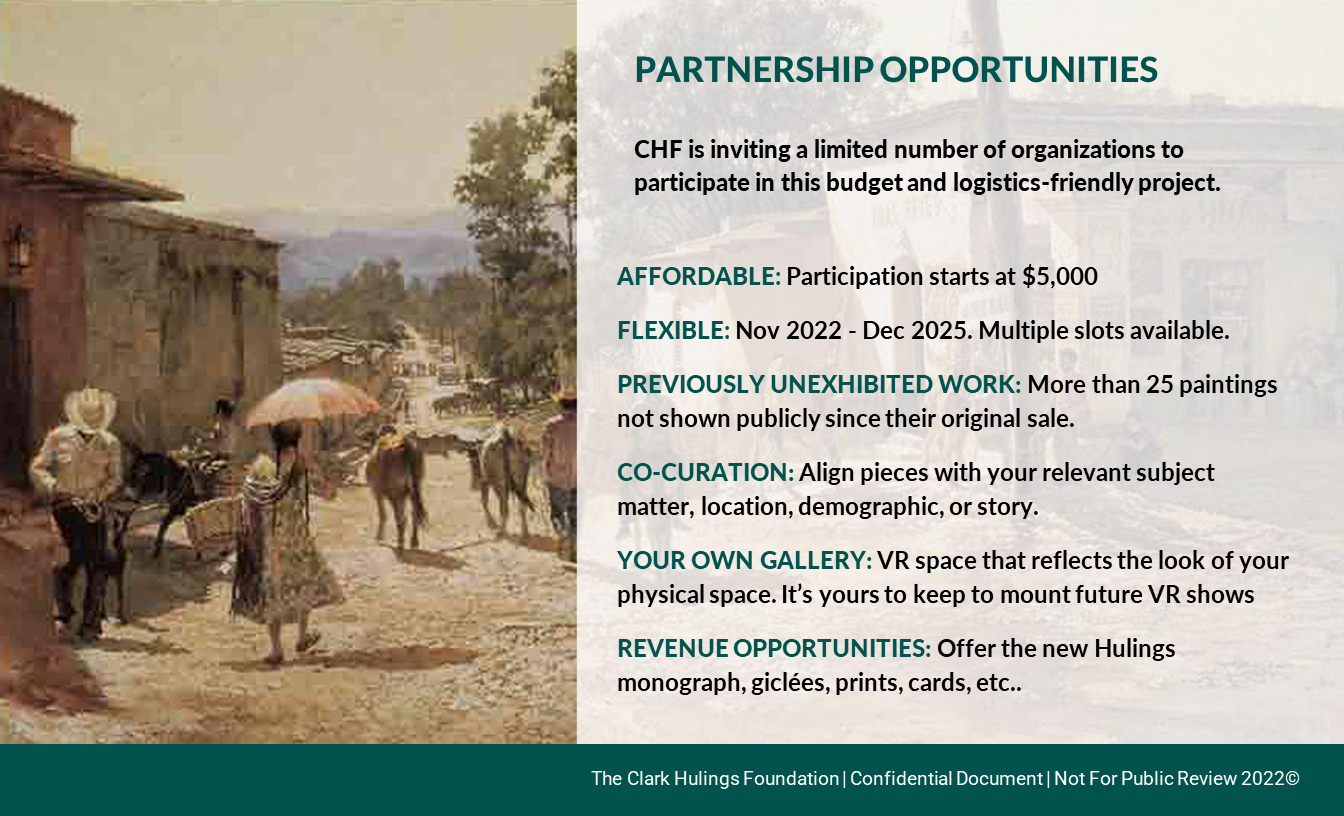 PARTNERSHIP OPPORTUNITIES
CHF is inviting a limited number of organizations to
participate in this budget and logistics-friendly project.
AFFORDABLE: Participation starts at $5,000
FLEXIBLE: Nov 2022 - Dec 2025. Multiple slots available.
PREVIOUSLY UNEXHIBITED WORK: More than 25 paintings
not shown publicly since their original sale.
CO-CURATION: Align pieces with your relevant subject
matter, location, demographic, or story.
YOUR OWN GALLERY: VR space that reflects the look of your
physical space. It’s yours to keep to mount future VR shows
REVENUE OPPORTUNITIES: Offer the new Hulings
monograph, giclées, prints, cards, etc..
The Clark Hulings Foundation | Confidential Document | Not For Public Review 2022©